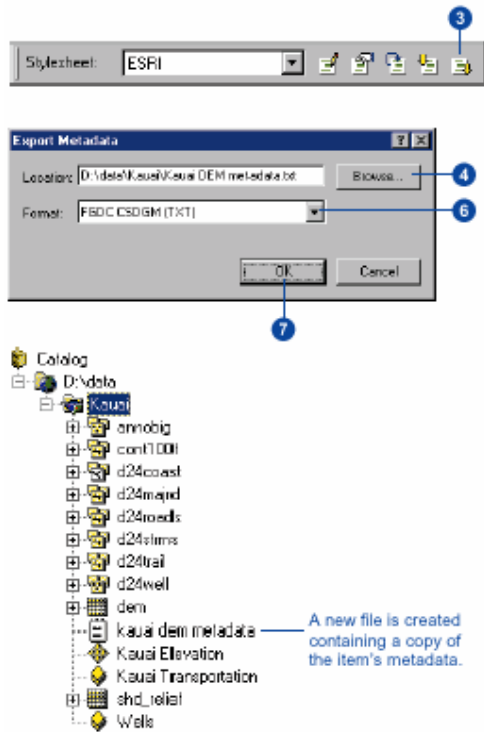 3
Stylesheet: ESRI
Export Metadata
Location: D:\data\Kauai\Kauai DEM metadata.txt Browse... 4
Format: FGDC CSDGM (TXT) 6
OK Cancel
7
Catalog
D:\data
Kauai
annobig
cont100ft
d24coast
d24majrd
d24roads
d24strms
d24trail
d24well
dem
kauai dem metadata
Kauai Elevation
Kauai Transportation
shd_relief
Wells
A new file is created
containing a copy of
the item's metadata.